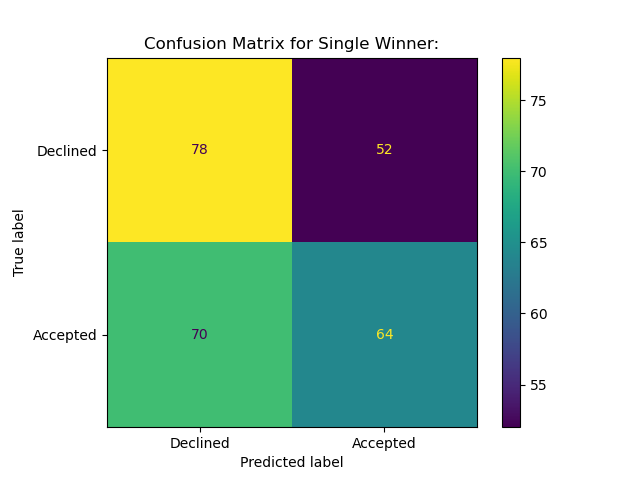 Confusion Matrix for Single Winner:
True label
Declined
78
52
Accepted
70
64
Declined
Accepted
Predicted label
75
70
65
60
55